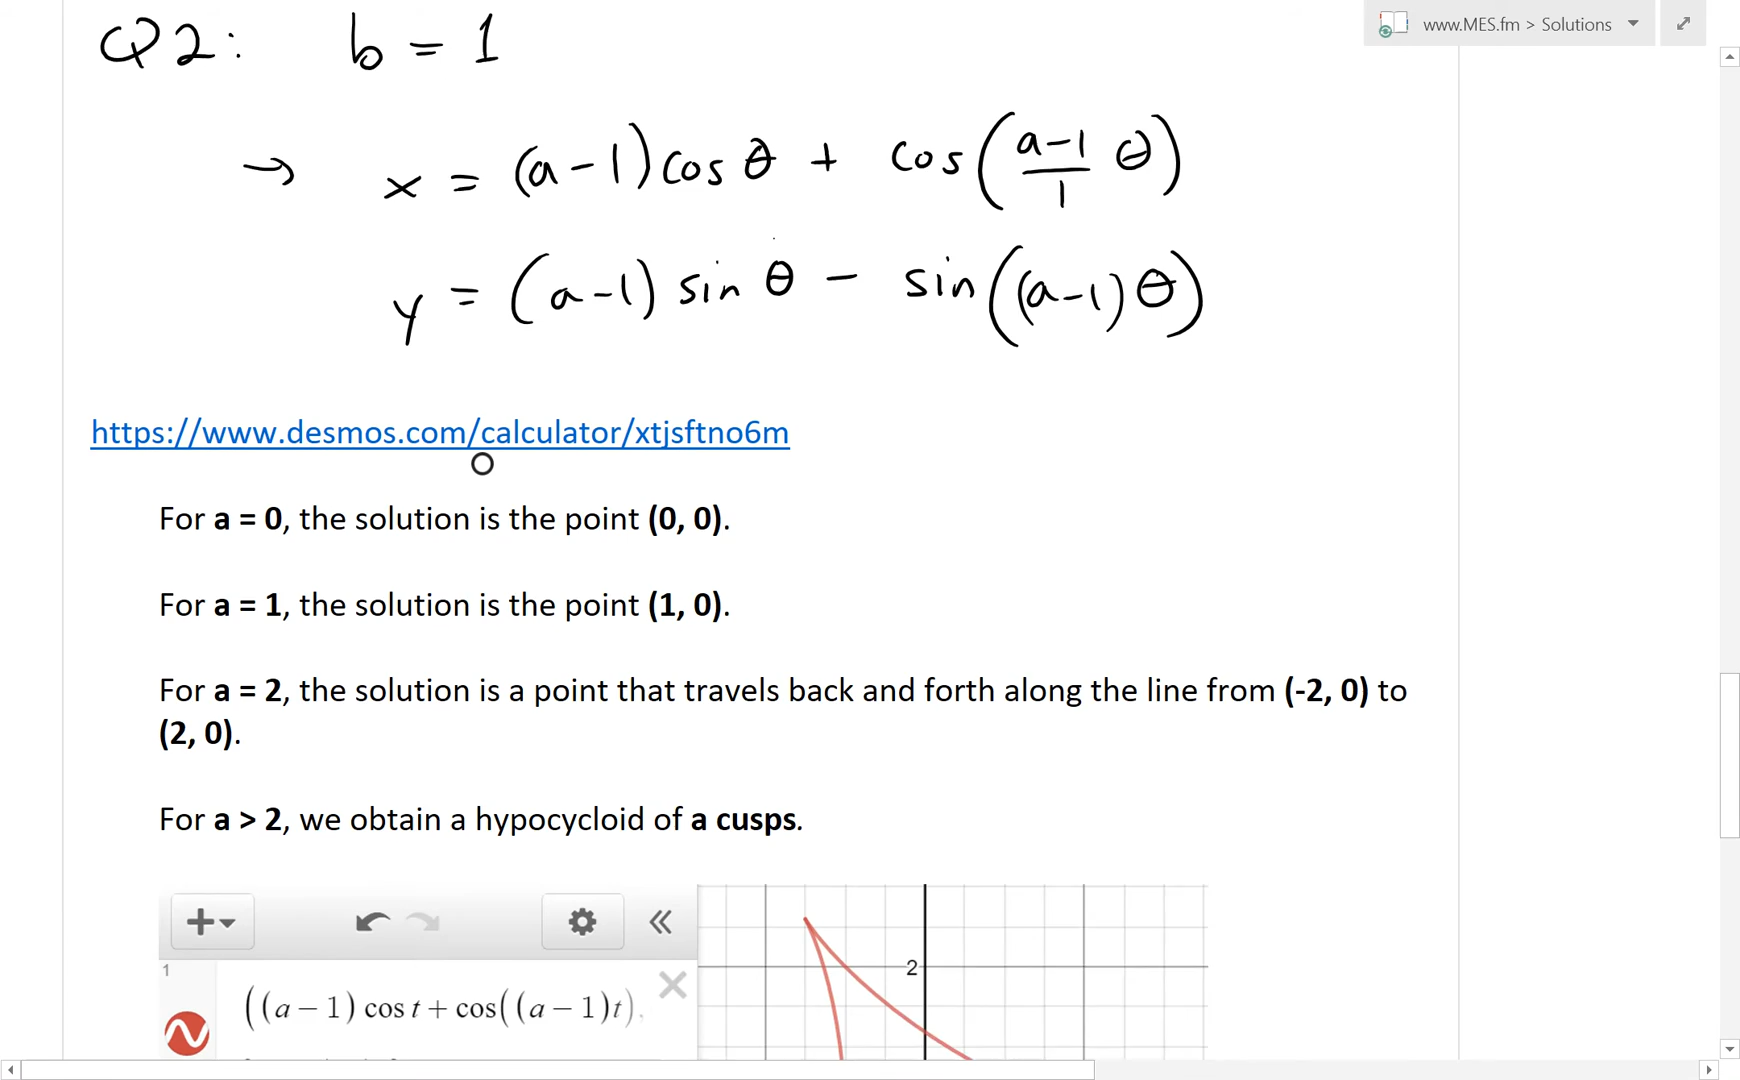 www.MES.fm > Solutions
Q2: b = 1
→ x = (a-1) cos θ + cos((a-1)/1 θ)
y = (a-1) sin θ - sin((a-1) θ)
https://www.desmos.com/calculator/xtjsftno6m
For a = 0, the solution is the point (0, 0).
For a = 1, the solution is the point (1, 0).
For a = 2, the solution is a point that travels back and forth along the line from (-2, 0) to
(2, 0).
For a > 2, we obtain a hypocycloid of a cusps.
1
((a − 1) cos t + cos((a − 1)t)
2